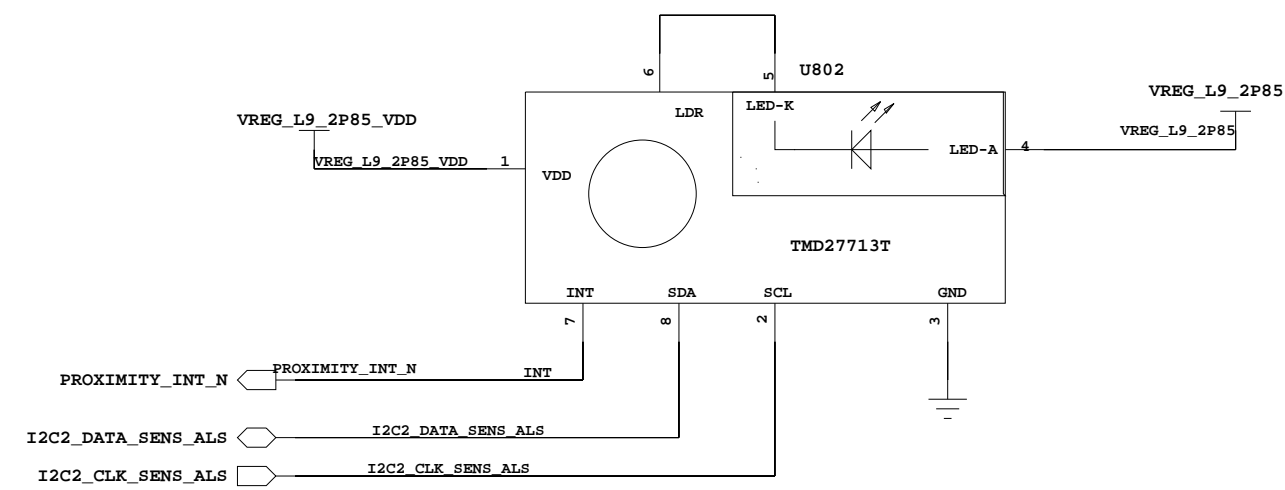 6
5
U802
LDR
LED-K
VREG_L9_2P85
VREG_L9_2P85_VDD
VREG_L9_2P85
VREG_L9_2P85_VDD
1
VDD
LED-A
4
TMD27713T
INT
SDA
SCL
GND
7
8
2
3
PROXIMITY_INT_N
PROXIMITY_INT_N
INT
I2C2_DATA_SENS_ALS
I2C2_DATA_SENS_ALS
I2C2_CLK_SENS_ALS
I2C2_CLK_SENS_ALS